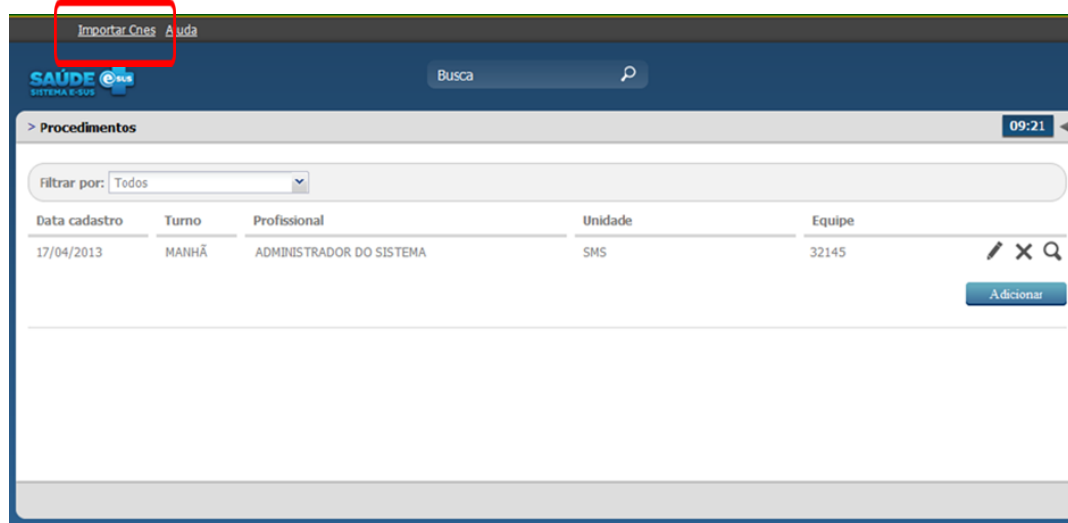 Importar Cnes Ajuda
SAÚDE e sus
SISTEMA E-SUS
Busca
> Procedimentos 09:21
Filtrar por: Todos
Data cadastro Turno Profissional Unidade Equipe
17/04/2013 MANHÃ ADMINISTRADOR DO SISTEMA SMS 32145
Adicionar